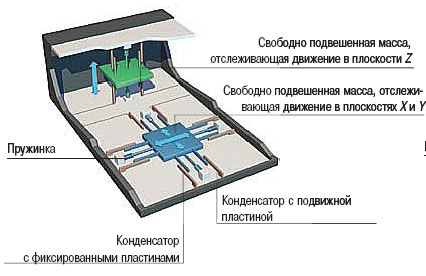 Свободно подвешенная масса,
отслеживающая движение в плоскости Z
Свободно подвешенная масса, отслежи-
вающая движение в плоскостях X и Y
Пружинка
Конденсатор с подвижной
пластиной
Конденсатор
с фиксированными пластинами